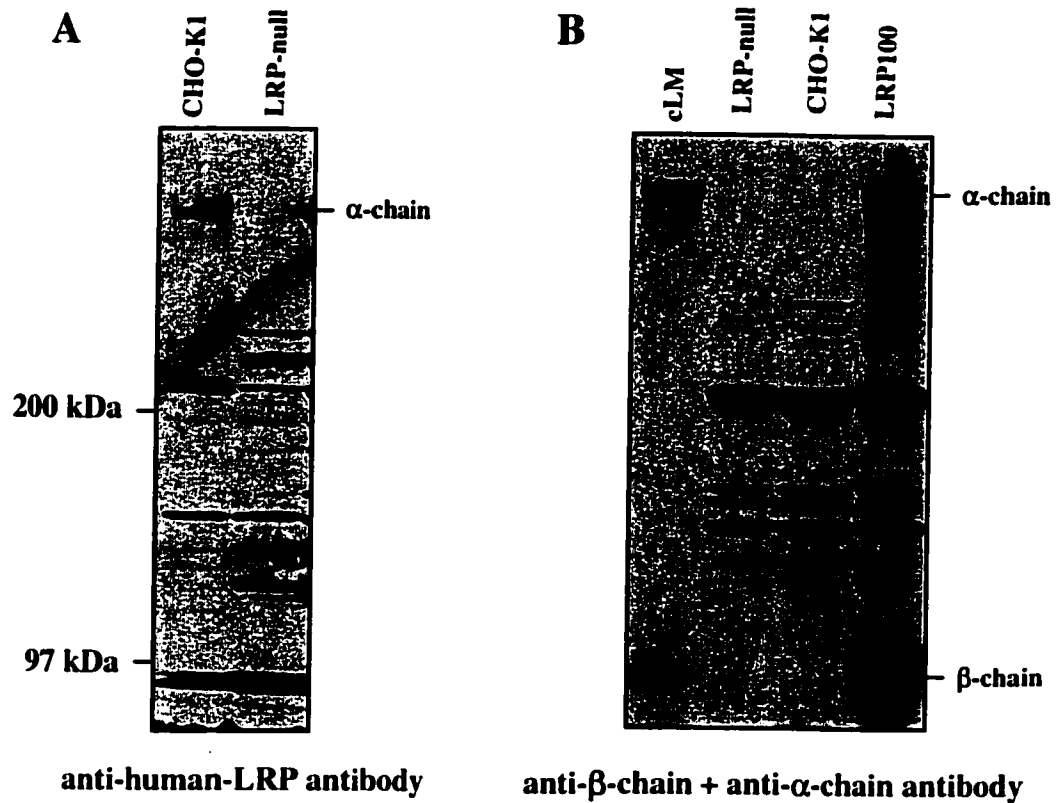 A
CHO-K1
LRP-null
α-chain
200 kDa
97 kDa
anti-human-LRP antibody
B
cLM
LRP-null
CHO-K1
LRP100
α-chain
β-chain
anti-β-chain + anti-α-chain antibody